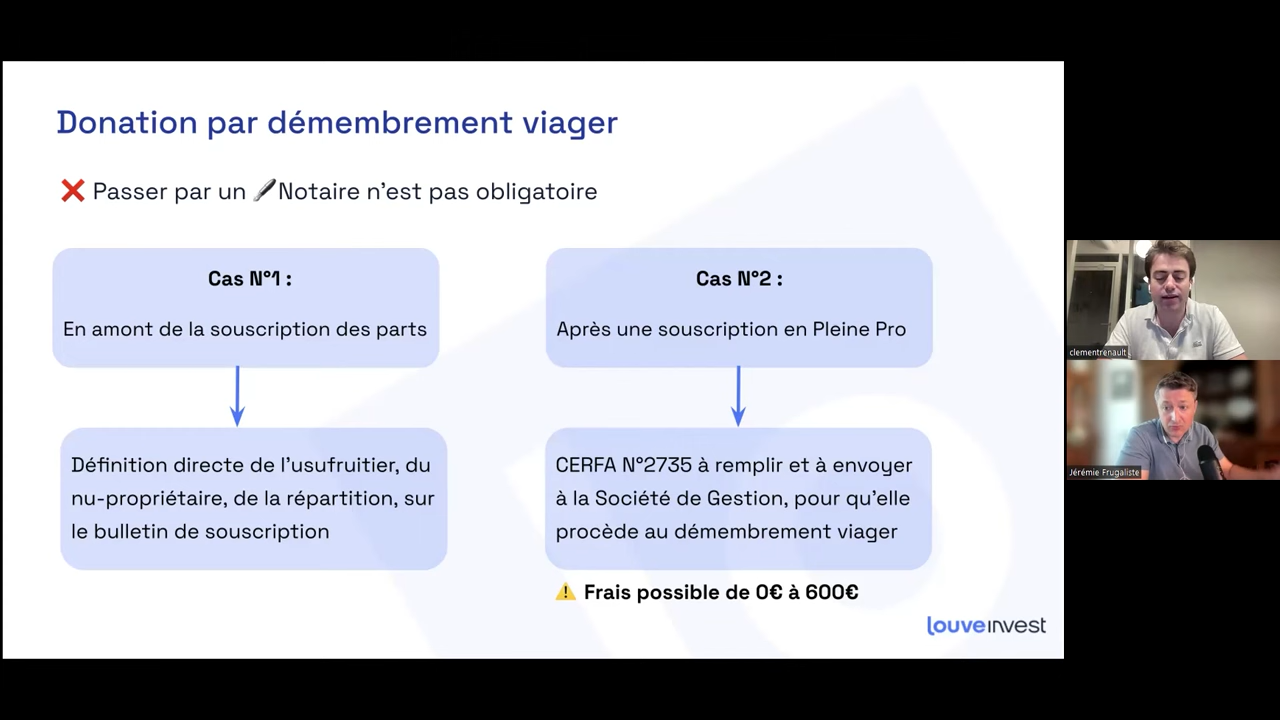 Donation par démembrement viager
❌ Passer par un 🖋️Notaire n'est pas obligatoire
Cas N°1 :
En amont de la souscription des parts
Définition directe de l'usufruitier, du
nu-propriétaire, de la répartition, sur
le bulletin de souscription
Cas N°2 :
Après une souscription en Pleine Pro
CERFA N°2735 à remplir et à envoyer
à la Société de Gestion, pour qu'elle
procède au démembrement viager
⚠️ Frais possible de 0€ à 600€
louveinvest
clementrenault
Jérémie Frugaliste